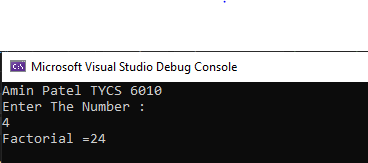 C:\
Microsoft Visual Studio Debug Console
Amin Patel TYCS 6010
Enter The Number :
4
Factorial =24